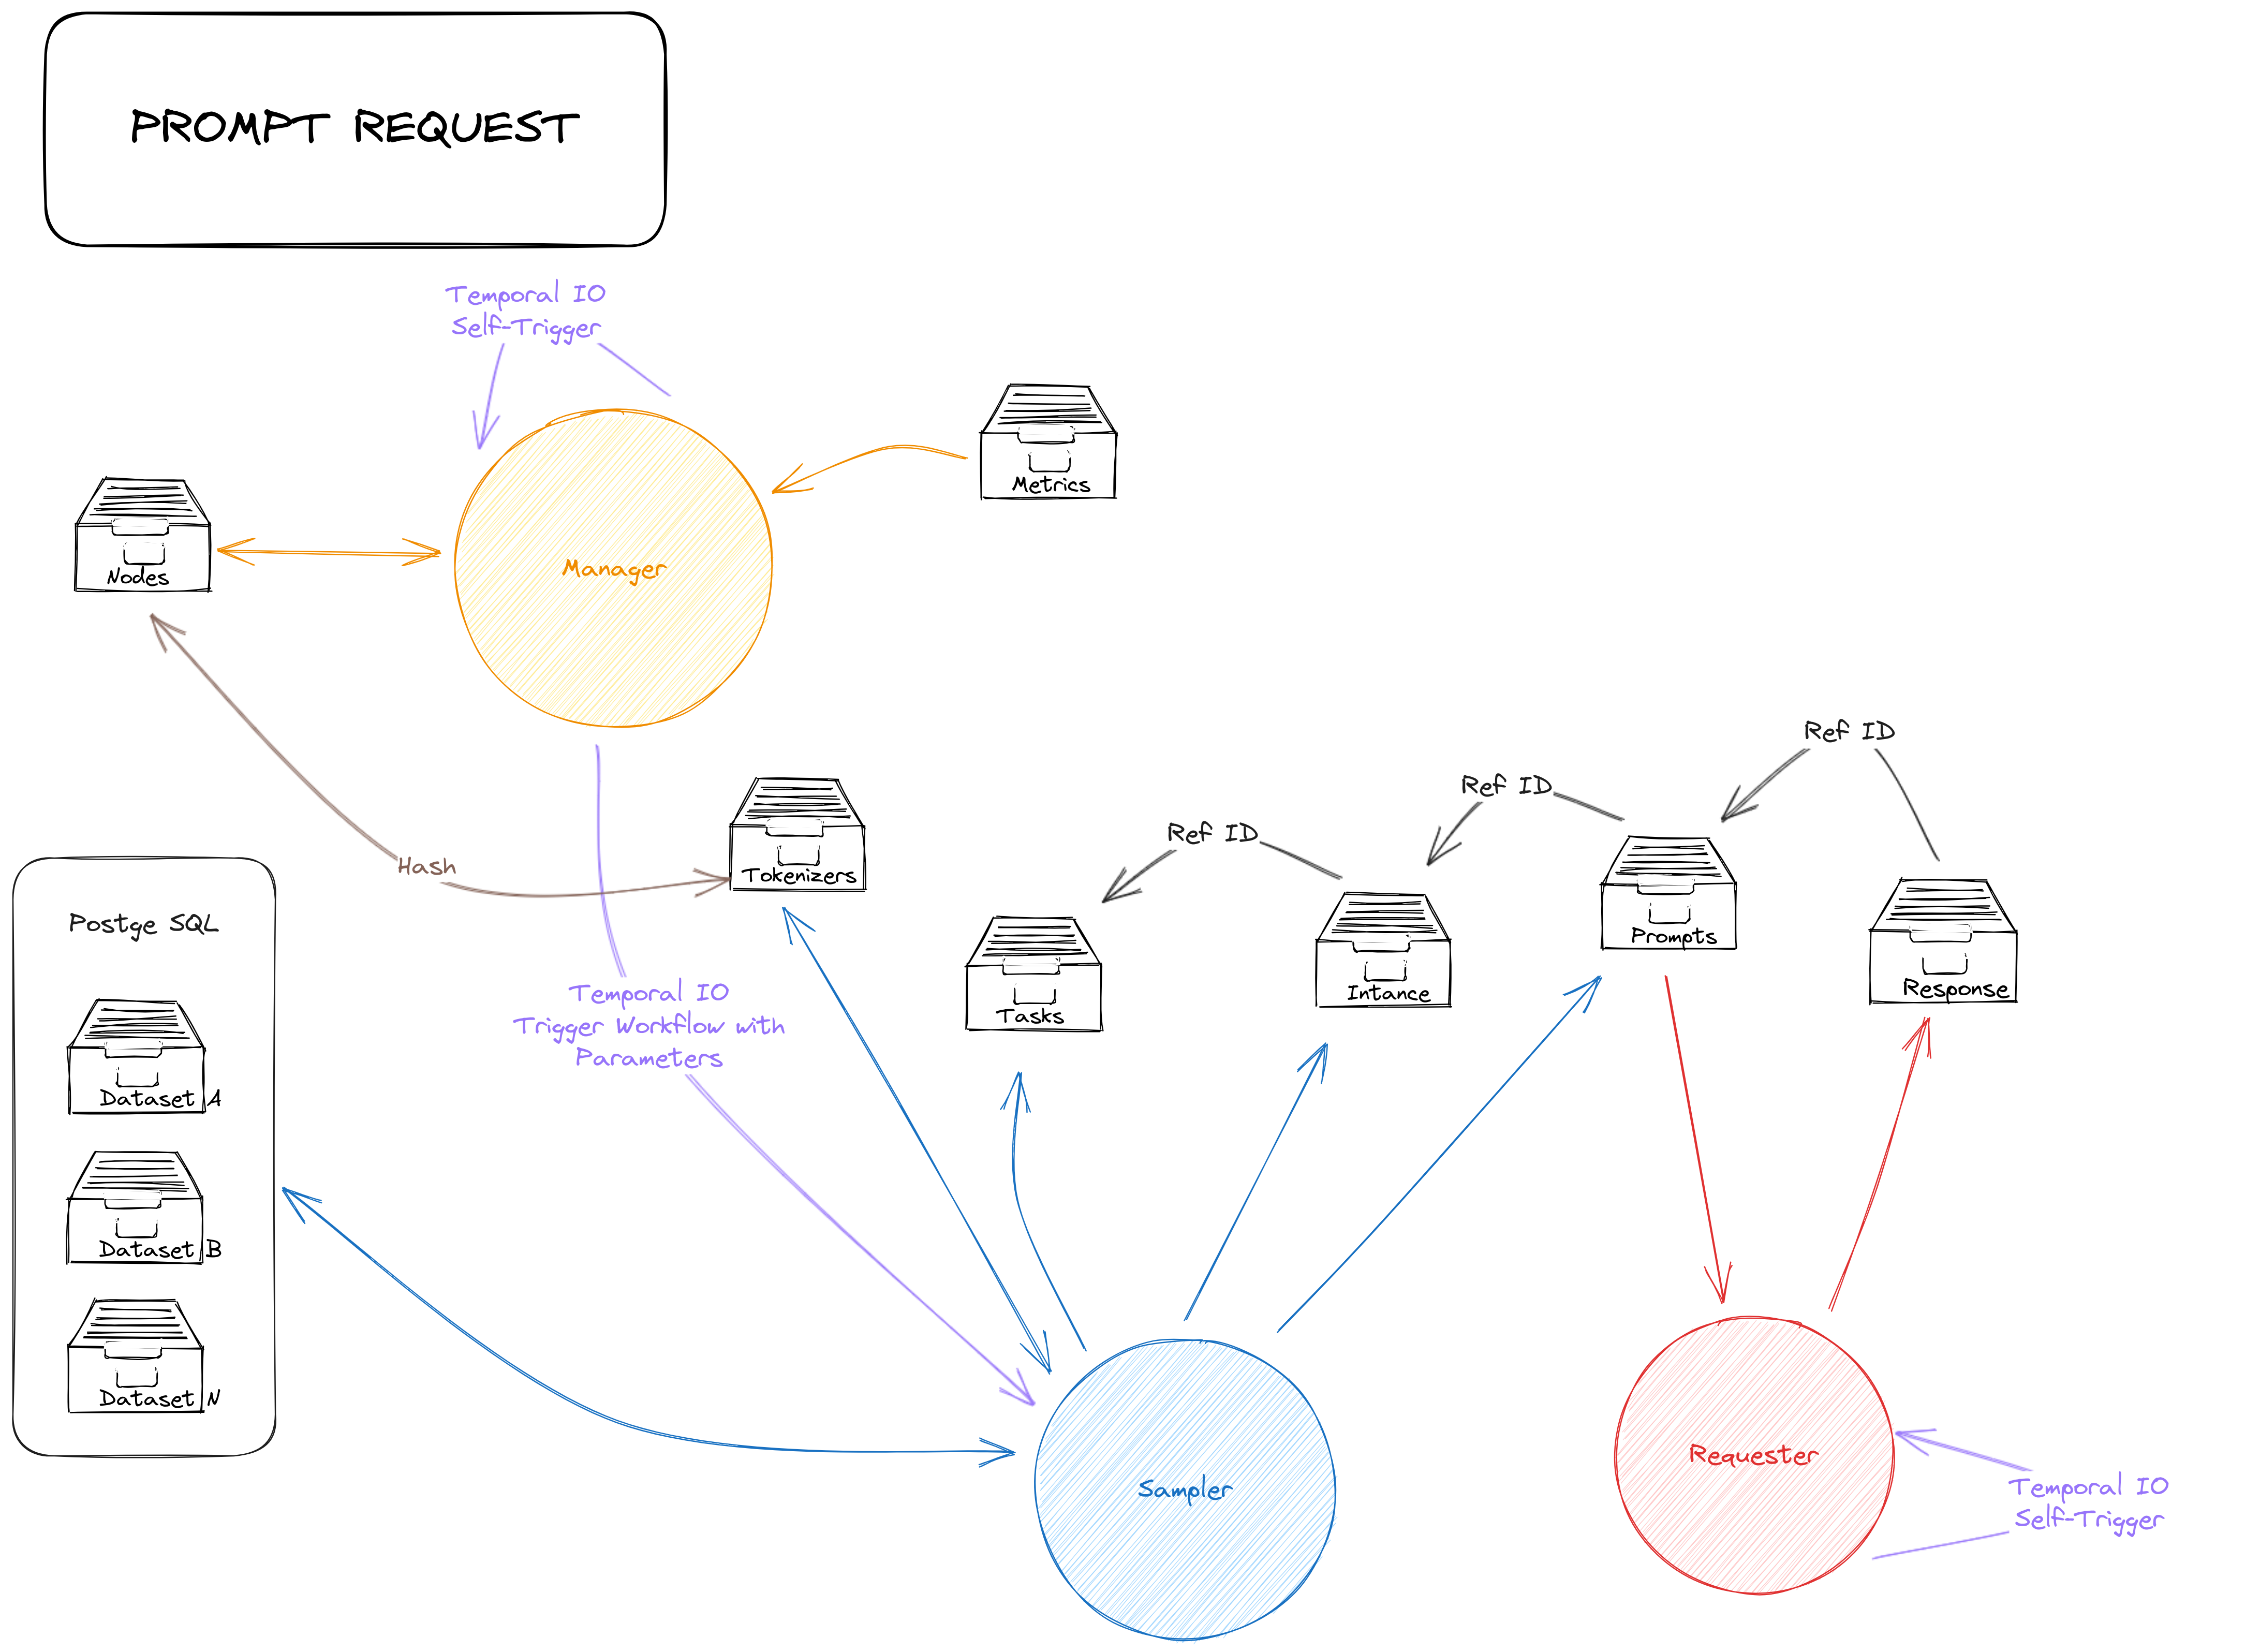 PROMPT REQUEST
Temporal IO
Self-Trigger
Metrics
Nodes
Manager
Ref ID
Ref ID
Ref ID
Hash
Tokenizers
Postge SQL
Prompts
Response
Intance
Tasks
Temporal IO
Trigger Workflow with
Parameters
Dataset A
Dataset B
Dataset N
Sampler
Requester
Temporal IO
Self-Trigger